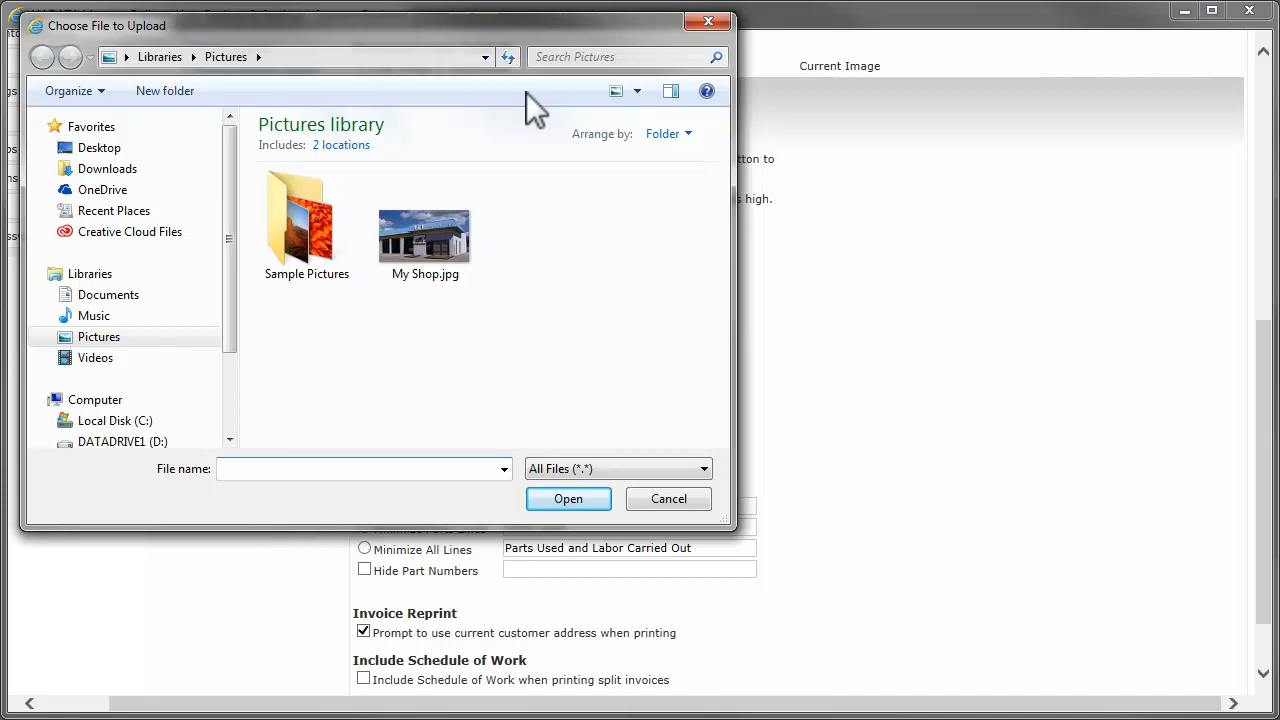 Choose File to Upload
Libraries Pictures
Search Pictures
Current Image
Organize New folder
Pictures library
Includes: 2 locations
Arrange by: Folder
Favorites
Desktop
Downloads
OneDrive
Recent Places
Creative Cloud Files
Libraries
Documents
Music
Pictures
Videos
Computer
Local Disk (C:)
DATADRIVE1 (D:)
Sample Pictures
My Shop.jpg
tton to
s high.
File name:
All Files (*.*)
Open
Cancel
Minimize All Lines
Parts Used and Labor Carried Out
Hide Part Numbers
Invoice Reprint
Prompt to use current customer address when printing
Include Schedule of Work
Include Schedule of Work when printing split invoices